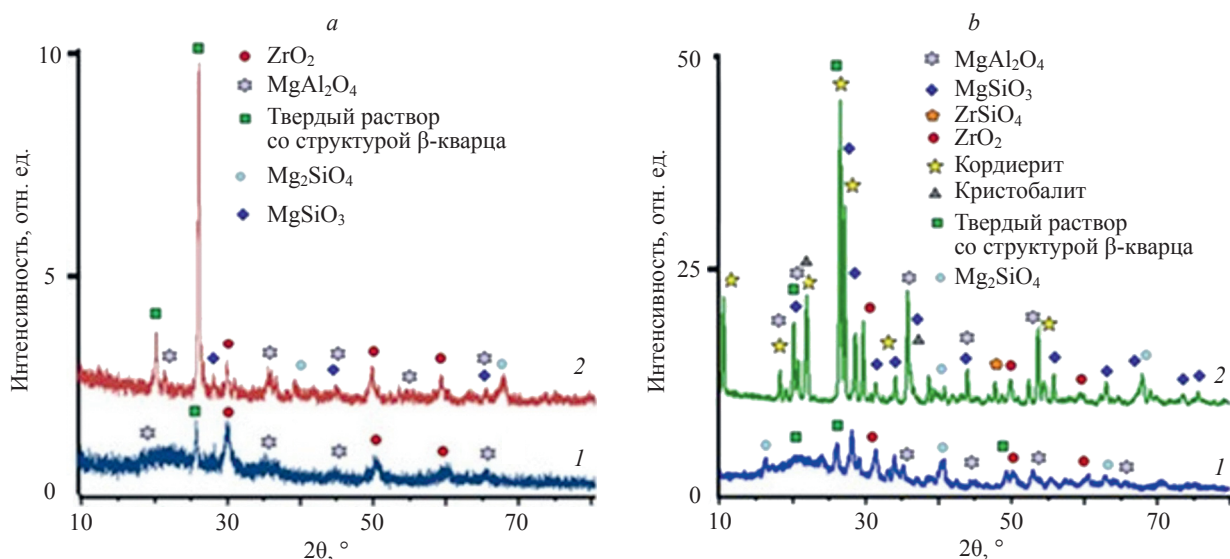 a
ZrO₂
MgAl₂O₄
Твердый раствор
со структурой β-кварца
Mg₂SiO₄
MgSiO₃
Интенсивность, отн. ед.
10
5
0
2
1
10
30
50
70
2θ, °
b
MgAl₂O₄
MgSiO₃
ZrSiO₄
ZrO₂
Кордиерит
Кристобалит
Твердый раствор
со структурой β-кварца
Mg₂SiO₄
Интенсивность, отн. ед.
50
25
0
2
1
10
30
50
70
2θ, °